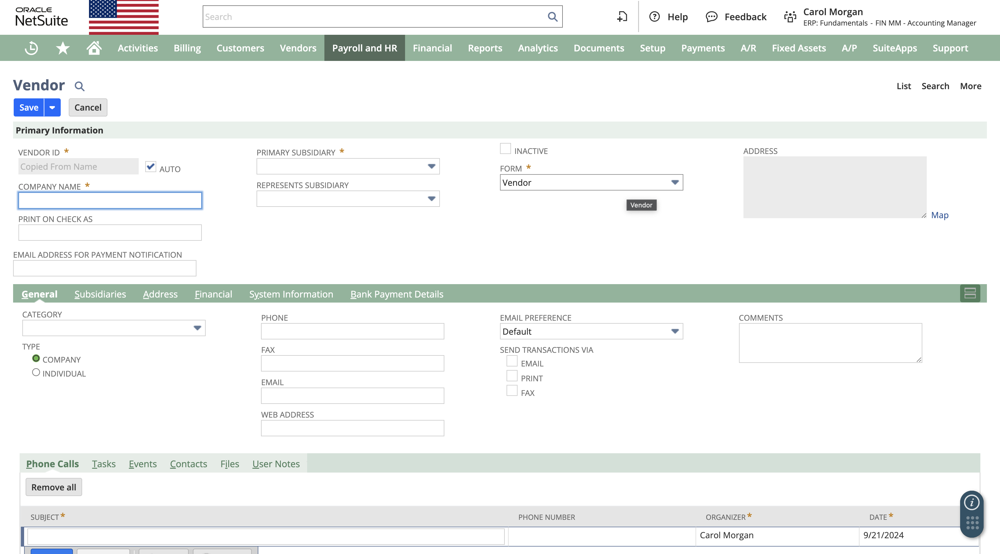 ORACLE
NetSuite
Search
Help
Feedback
Carol Morgan
ERP: Fundamentals - FIN MM - Accounting Manager
Activities
Billing
Customers
Vendors
Payroll and HR
Financial
Reports
Analytics
Documents
Setup
Payments
A/R
Fixed Assets
A/P
SuiteApps
Support
Vendor
List
Search
More
Save
Cancel
Primary Information
VENDOR ID *
Copied From Name
AUTO
COMPANY NAME *
PRINT ON CHECK AS
EMAIL ADDRESS FOR PAYMENT NOTIFICATION
PRIMARY SUBSIDIARY *
REPRESENTS SUBSIDIARY
INACTIVE
FORM *
Vendor
Vendor
ADDRESS
Map
General
Subsidiaries
Address
Financial
System Information
Bank Payment Details
CATEGORY
TYPE
COMPANY
INDIVIDUAL
PHONE
FAX
EMAIL
WEB ADDRESS
EMAIL PREFERENCE
Default
SEND TRANSACTIONS VIA
EMAIL
PRINT
FAX
COMMENTS
Phone Calls
Tasks
Events
Contacts
Files
User Notes
Remove all
SUBJECT *
PHONE NUMBER
ORGANIZER *
DATE *
Carol Morgan
9/21/2024